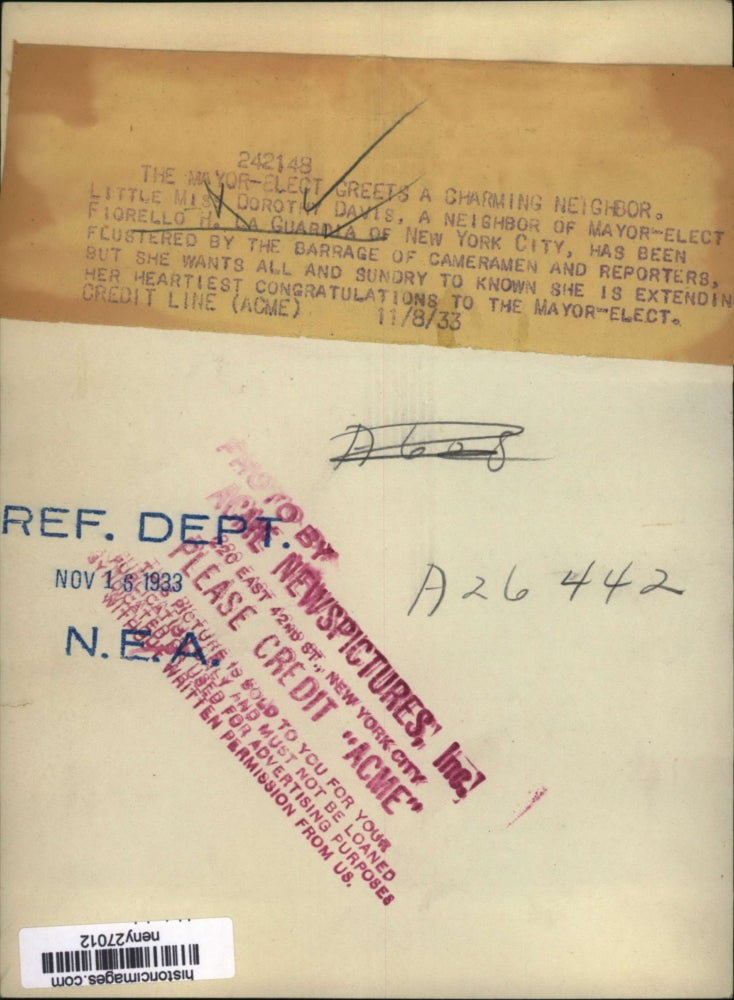 242148
THE MAYOR-ELECT GREETS A CHARMING NEIGHBOR.
LITTLE MISS DOROTHY DAVIS, A NEIGHBOR OF MAYOR-ELECT
FIORELLO H. LA GUARDIA OF NEW YORK CITY, HAS BEEN
FLUSTERED BY THE BARRAGE OF CAMERAMEN AND REPORTERS,
BUT SHE WANTS ALL AND SUNDRY TO KNOWN SHE IS EXTENDIN
HER HEARTIEST CONGRATULATIONS TO THE MAYOR-ELECT.
CREDIT LINE (ACME) 11/8/33
A608
REF. DEPT.
NOV 16 1933
N.E.A.
A26442
PHOTO BY
ACME NEWSPICTURES, Inc.
220 EAST 42ND ST., NEW YORK CITY
PLEASE CREDIT "ACME"
THIS PICTURE IS SOLD TO YOU FOR YOUR
PUBLICATION ONLY AND MUST NOT BE LOANED
OR USED FOR ADVERTISING PURPOSES
WITHOUT WRITTEN PERMISSION FROM US.
historicimages.com
neny27012